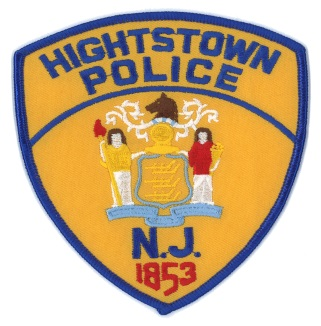 HIGHTSTOWN
POLICE
N.J.
1853